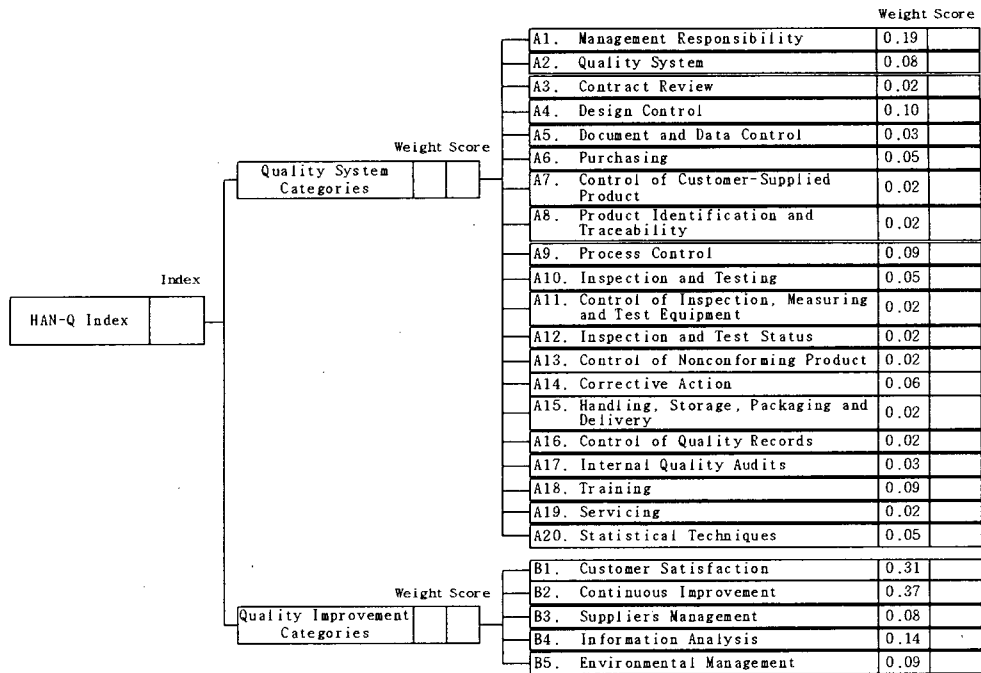 Weight Score
A1. Management Responsibility 0.19
A2. Quality System 0.08
A3. Contract Review 0.02
A4. Design Control 0.10
A5. Document and Data Control 0.03
Weight Score
A6. Purchasing 0.05
Quality System
Categories
A7. Control of Customer-Supplied
Product 0.02
A8. Product Identification and
Traceability 0.02
A9. Process Control 0.09
A10. Inspection and Testing 0.05
Index
HAN-Q Index
A11. Control of Inspection, Measuring
and Test Equipment 0.02
A12. Inspection and Test Status 0.02
A13. Control of Nonconforming Product 0.02
A14. Corrective Action 0.06
A15. Handling, Storage, Packaging and
Delivery 0.02
A16. Control of Quality Records 0.02
A17. Internal Quality Audits 0.03
A18. Training 0.09
A19. Servicing 0.02
A20. Statistical Techniques 0.05
B1. Customer Satisfaction 0.31
B2. Continuous Improvement 0.37
Weight Score
Quality Improvement
Categories
B3. Suppliers Management 0.08
B4. Information Analysis 0.14
B5. Environmental Management 0.09